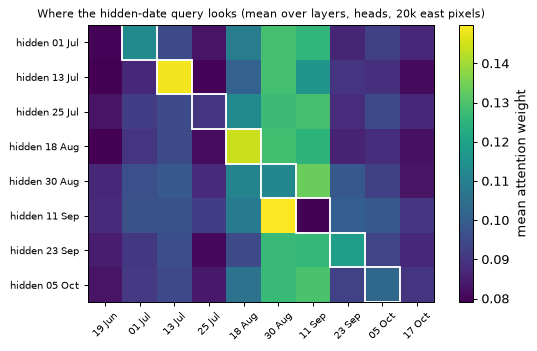 Where the hidden-date query looks (mean over layers, heads, 20k east pixels)
hidden 01 Jul
hidden 13 Jul
hidden 25 Jul
hidden 18 Aug
hidden 30 Aug
hidden 11 Sep
hidden 23 Sep
hidden 05 Oct
19 Jun
01 Jul
13 Jul
25 Jul
18 Aug
30 Aug
11 Sep
23 Sep
05 Oct
17 Oct
0.14
0.13
0.12
0.11
0.10
0.09
0.08
mean attention weight